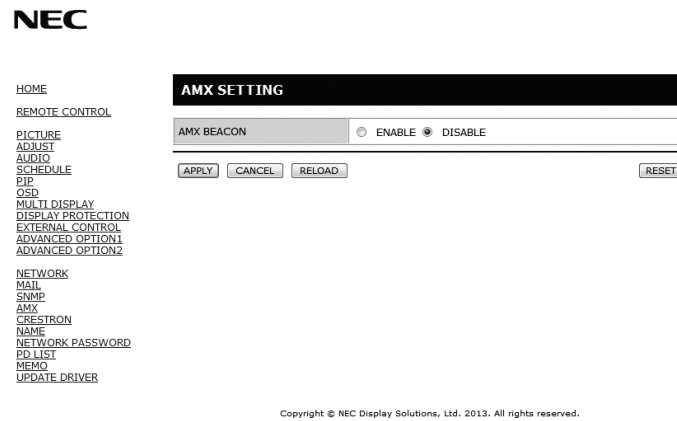 NEC
HOME
REMOTE CONTROL
PICTURE
ADJUST
AUDIO
SCHEDULE
PIP
OSD
MULTI DISPLAY
DISPLAY PROTECTION
EXTERNAL CONTROL
ADVANCED OPTION1
ADVANCED OPTION2
NETWORK
MAIL
SNMP
AMX
CRESTRON
NAME
NETWORK PASSWORD
PD LIST
MEMO
UPDATE DRIVER
AMX SETTING
AMX BEACON ENABLE DISABLE
APPLY CANCEL RELOAD RESET
Copyright © NEC Display Solutions, Ltd. 2013. All rights reserved.